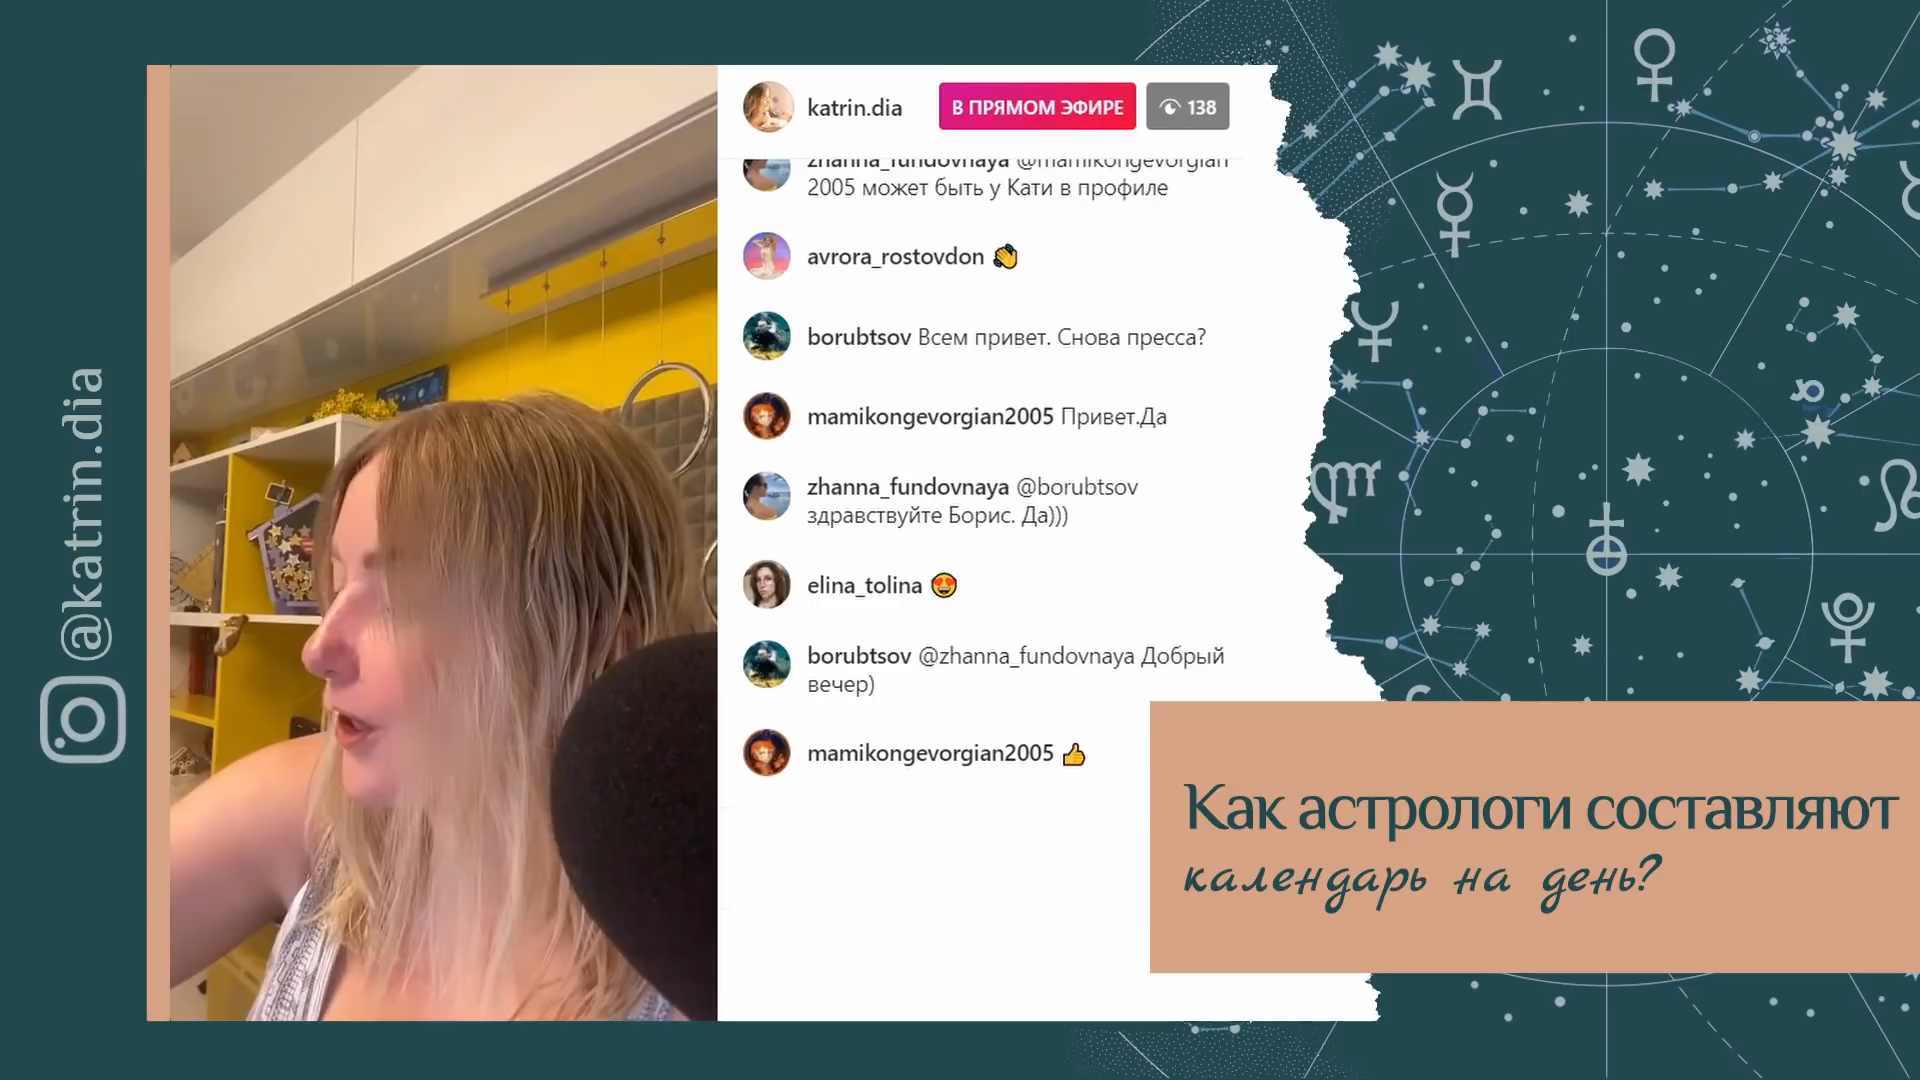 @katrin.dia
katrin.dia
В ПРЯМОМ ЭФИРЕ
138
zhanna_fundovnaya @mamikongevorgian
2005 может быть у Кати в профиле
avrora_rostovdon 👏
borubtsov Всем привет. Снова пресса?
mamikongevorgian2005 Привет.Да
zhanna_fundovnaya @borubtsov
здравствуйте Борис. Да)))
elina_tolina 😍
borubtsov @zhanna_fundovnaya Добрый
вечер)
mamikongevorgian2005 👍
Как астрологи составляют
календарь на день?